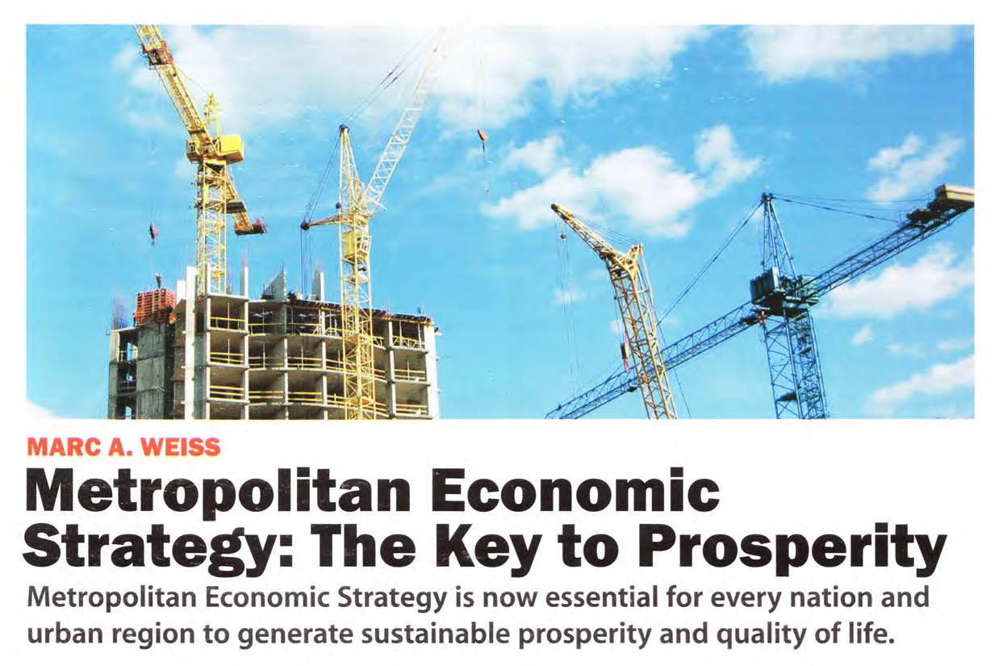 MARC A. WEISS
Metropolitan Economic
Strategy: The Key to Prosperity
Metropolitan Economic Strategy is now essential for every nation and
urban region to generate sustainable prosperity and quality of life.